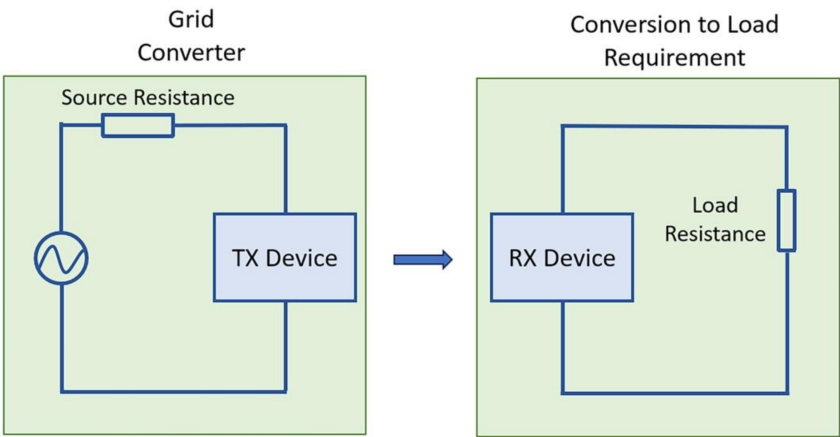 Grid
Converter
Conversion to Load
Requirement
Source Resistance
TX Device
RX Device
Load
Resistance